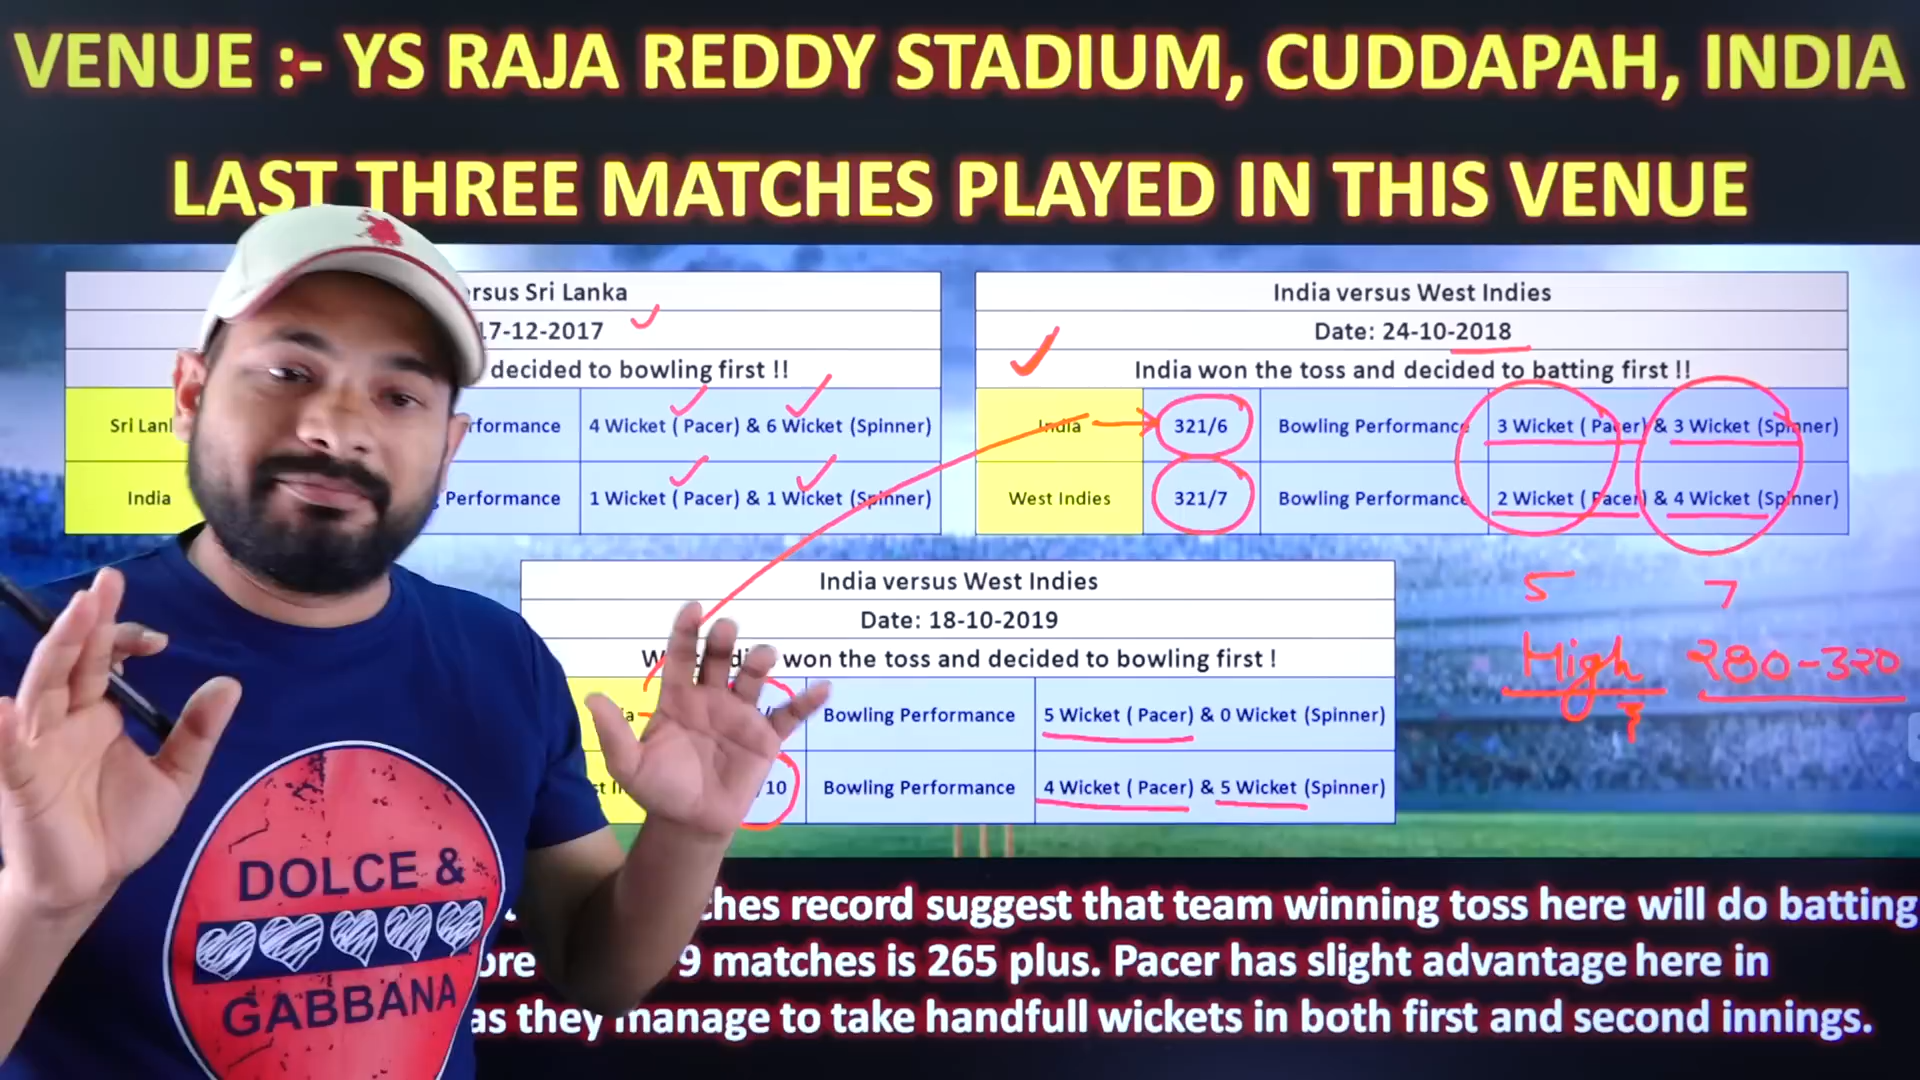 VENUE :- YS RAJA REDDY STADIUM, CUDDAPAH, INDIA
LAST THREE MATCHES PLAYED IN THIS VENUE
Sri Lanka
17-12-2017
decided to bowling first !!
4 Wicket ( Pacer) & 6 Wicket (Spinner)
India
Performance
1 Wicket ( Pacer) & 1 Wicket (Spinner)
India versus West Indies
Date: 24-10-2018
India won the toss and decided to batting first !!
India
321/6
Bowling Performance
3 Wicket ( Pacer) & 3 Wicket (Spinner)
West Indies
321/7
Bowling Performance
2 Wicket ( Pacer) & 4 Wicket (Spinner)
5 7
High 280-320
India versus West Indies
Date: 18-10-2019
won the toss and decided to bowling first !
Bowling Performance
5 Wicket ( Pacer) & 0 Wicket (Spinner)
/10
Bowling Performance
4 Wicket ( Pacer) & 5 Wicket (Spinner)
record suggest that team winning toss here will do batting
9 matches is 265 plus. Pacer has slight advantage here in
as they manage to take handfull wickets in both first and second innings.
DOLCE &
GABBANA